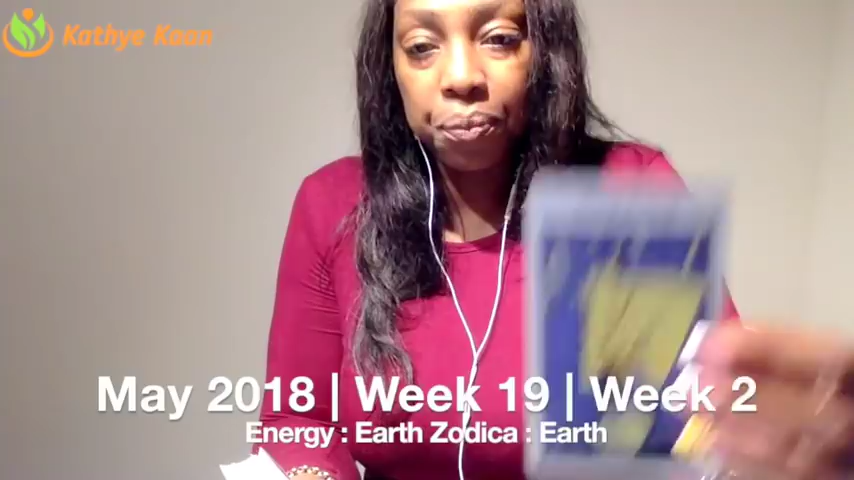 Kathye Kaan
May 2018 | Week 19 | Week 2
Energy : Earth Zodica : Earth